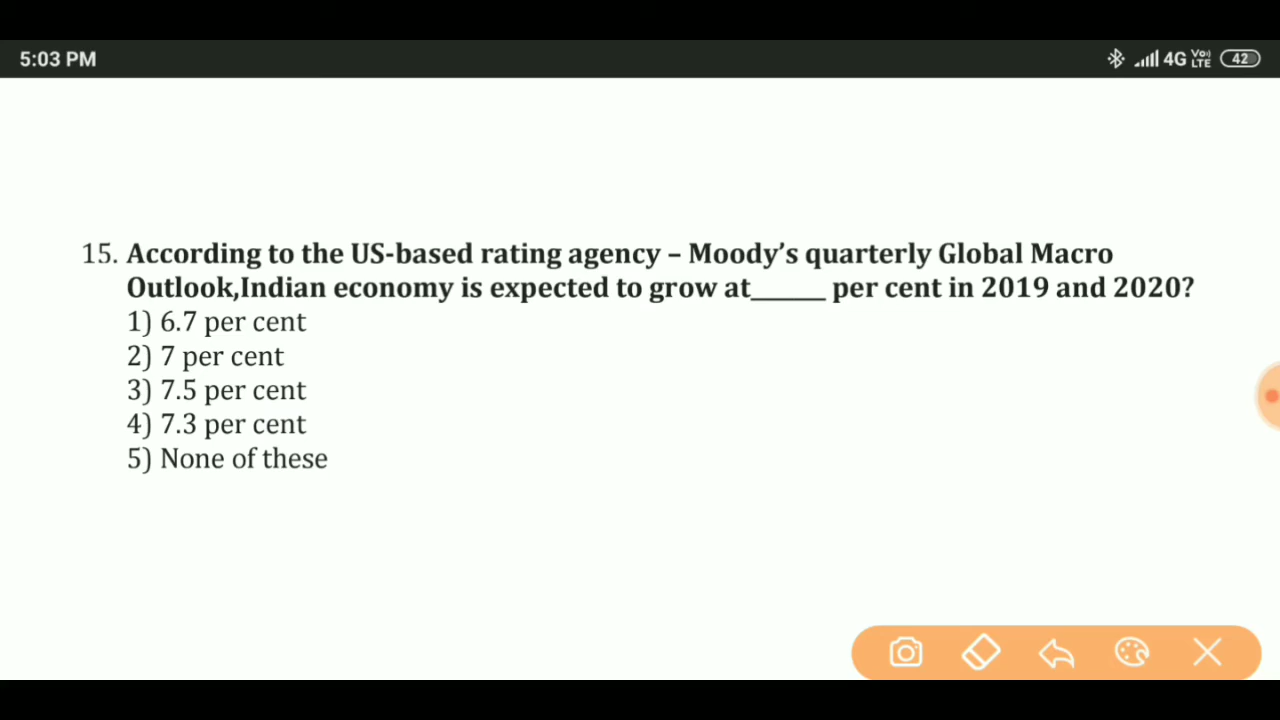 5:03 PM
4G Vo) LTE 42
15. According to the US-based rating agency – Moody's quarterly Global Macro
Outlook,Indian economy is expected to grow at______ per cent in 2019 and 2020?
1) 6.7 per cent
2) 7 per cent
3) 7.5 per cent
4) 7.3 per cent
5) None of these